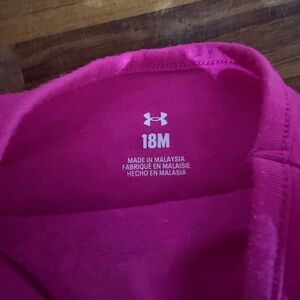 18M
MADE IN MALAYSIA
FABRIQUÉ EN MALAISIE
HECHO EN MALASIA